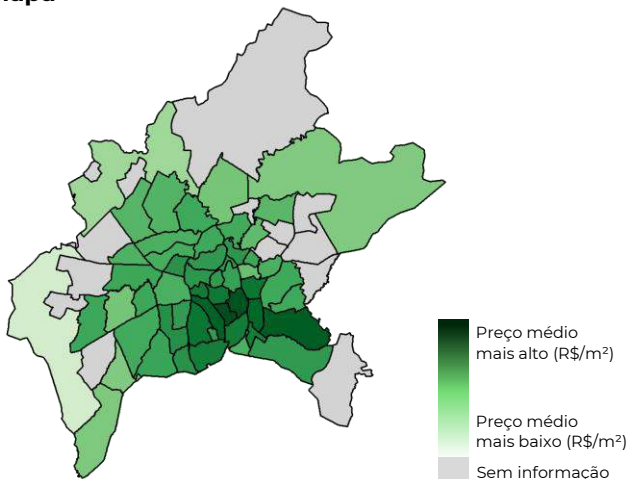 Preço médio
mais alto (R$/m²)
Preço médio
mais baixo (R$/m²)
Sem informação